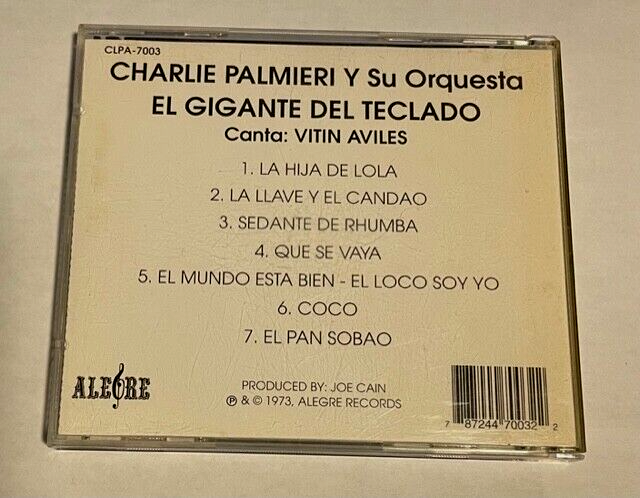 CLPA-7003
CHARLIE PALMIERI Y Su Orquesta
EL GIGANTE DEL TECLADO
Canta: VITIN AVILES
1. LA HIJA DE LOLA
2. LA LLAVE Y EL CANDAO
3. SEDANTE DE RHUMBA
4. QUE SE VAYA
5. EL MUNDO ESTA BIEN - EL LOCO SOY YO
6. COCO
7. EL PAN SOBAO
ALEGRE
PRODUCED BY: JOE CAIN
℗ & © 1973, ALEGRE RECORDS
7 87244 70032 2